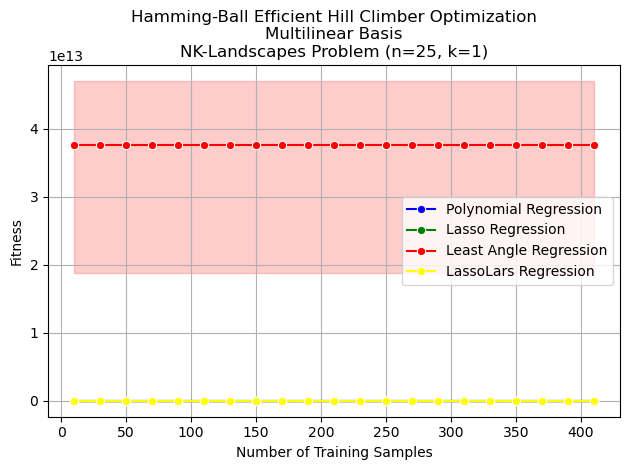 Hamming-Ball Efficient Hill Climber Optimization
Multilinear Basis
NK-Landscapes Problem (n=25, k=1)
1e13
4
3
2
1
0
Fitness
Polynomial Regression
Lasso Regression
Least Angle Regression
LassoLars Regression
0 50 100 150 200 250 300 350 400
Number of Training Samples